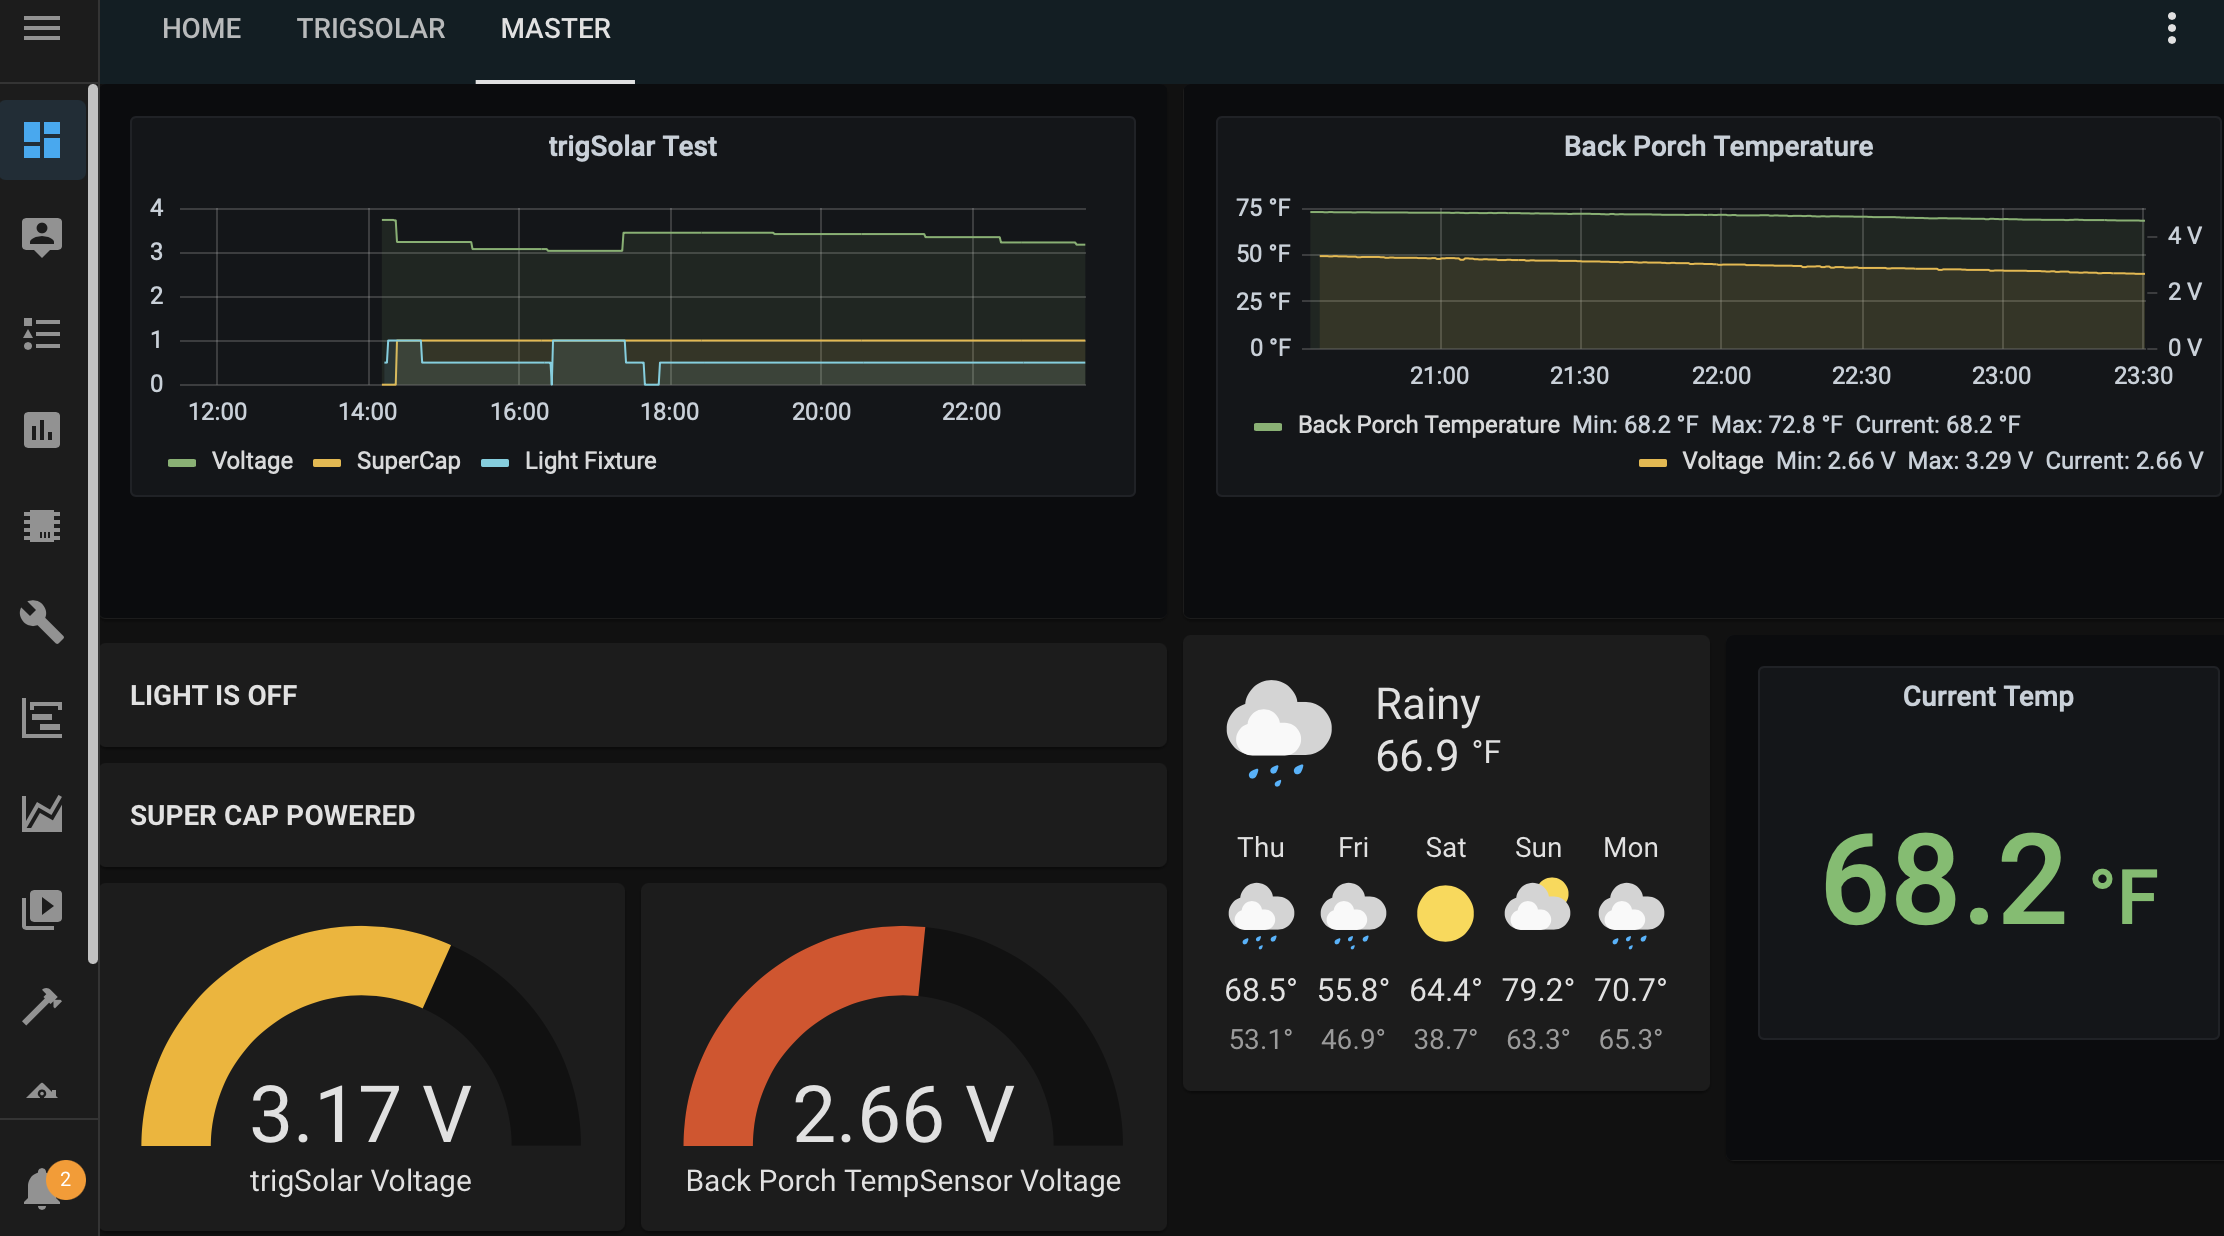 HOME TRIGSOLAR MASTER
trigSolar Test
4
3
2
1
0
12:00 14:00 16:00 18:00 20:00 22:00
Voltage SuperCap Light Fixture
Back Porch Temperature
75 °F
50 °F
25 °F
0 °F
4 V
2 V
0 V
21:00 21:30 22:00 22:30 23:00 23:30
Back Porch Temperature Min: 68.2 °F Max: 72.8 °F Current: 68.2 °F
Voltage Min: 2.66 V Max: 3.29 V Current: 2.66 V
LIGHT IS OFF
SUPER CAP POWERED
3.17 V
trigSolar Voltage
2.66 V
Back Porch TempSensor Voltage
Rainy
66.9 °F
Thu Fri Sat Sun Mon
68.5° 55.8° 64.4° 79.2° 70.7°
53.1° 46.9° 38.7° 63.3° 65.3°
Current Temp
68.2 °F
2